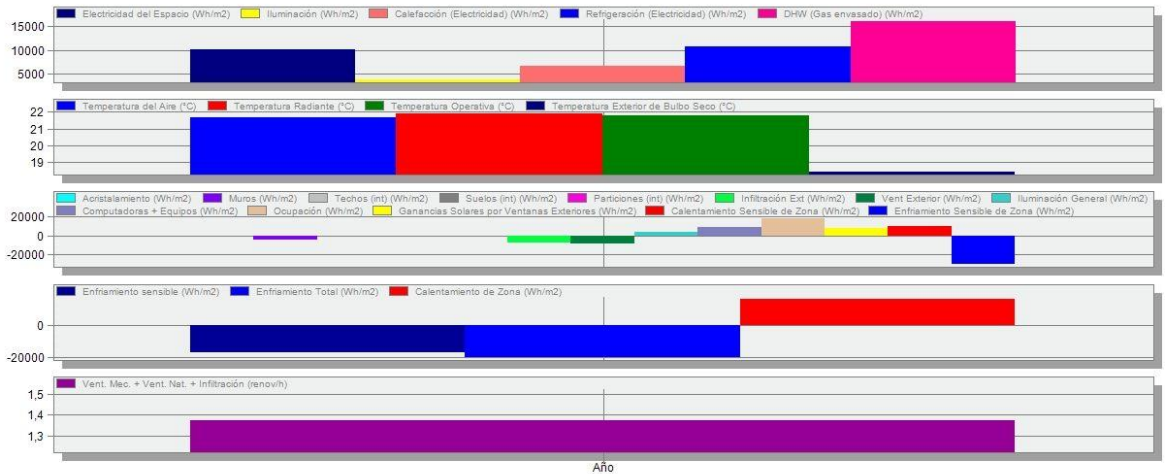 Electricidad del Espacio (Wh/m2) Iluminación (Wh/m2) Calefacción (Electricidad) (Wh/m2) Refrigeración (Electricidad) (Wh/m2) DHW (Gas envasado) (Wh/m2)
15000
10000
5000
Temperatura del Aire (°C) Temperatura Radiante (°C) Temperatura Operativa (°C) Temperatura Exterior de Bulbo Seco (°C)
22
21
20
19
Acristalamiento (Wh/m2) Muros (Wh/m2) Techos (int) (Wh/m2) Suelos (int) (Wh/m2) Particiones (int) (Wh/m2) Infiltración Ext (Wh/m2) Vent Exterior (Wh/m2) Iluminación General (Wh/m2)
Computadoras + Equipos (Wh/m2) Ocupación (Wh/m2) Ganancias Solares por Ventanas Exteriores (Wh/m2) Calentamiento Sensible de Zona (Wh/m2) Enfriamiento Sensible de Zona (Wh/m2)
20000
0
-20000
Enfriamiento sensible (Wh/m2) Enfriamiento Total (Wh/m2) Calentamiento de Zona (Wh/m2)
0
-20000
Vent. Mec. + Vent. Nat. + Infiltración (renov/h)
1,5
1,4
1,3
Año